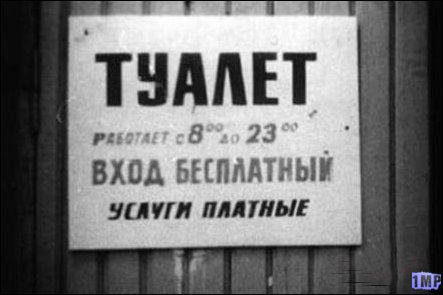 ТУАЛЕТ
РАБОТАЕТ С 8⁰⁰ ДО 23⁰⁰
ВХОД БЕСПЛАТНЫЙ
УСЛУГИ ПЛАТНЫЕ
1MP